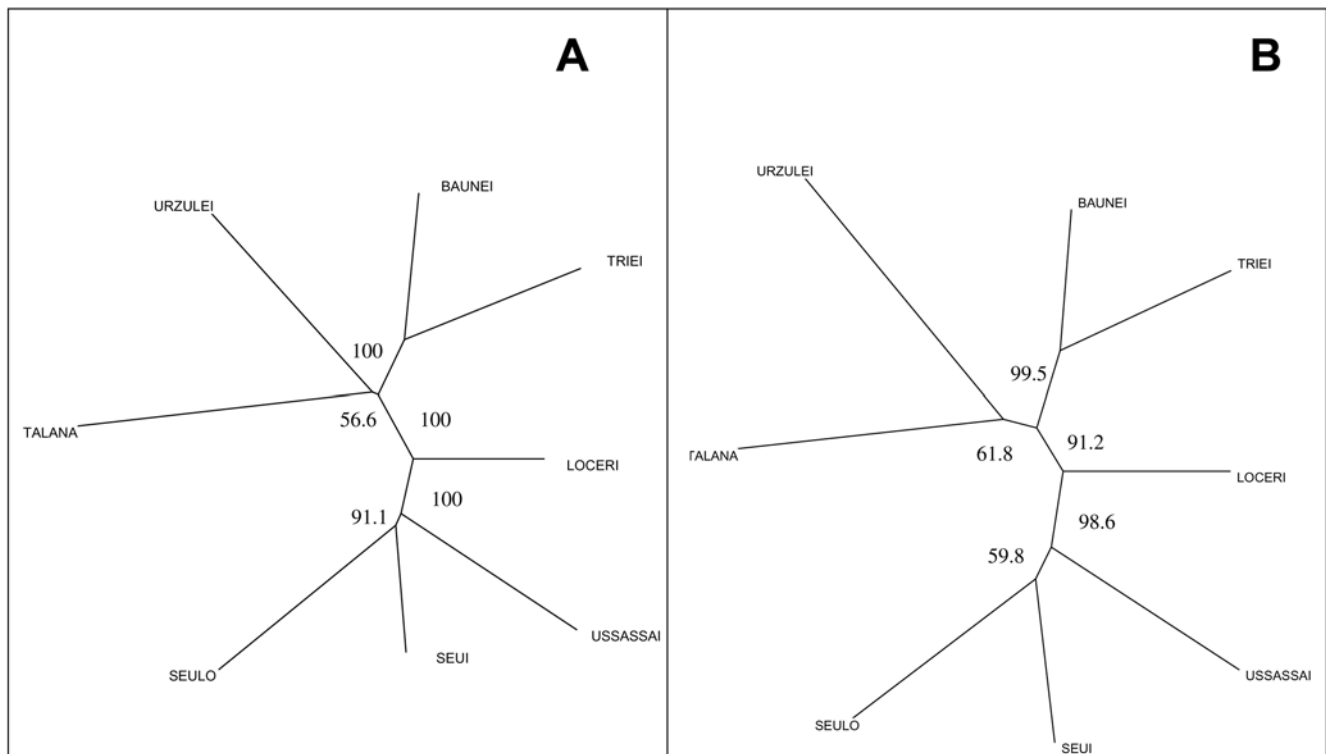 A
BAUNEI
URZULEI
TRIEI
100
56.6
100
TALANA
LOCERI
100
91.1
USSASSAI
SEUI
SEULO
B
URZULEI
BAUNEI
TRIEI
99.5
91.2
61.8
TALANA
LOCERI
98.6
59.8
USSASSAI
SEULO
SEUI